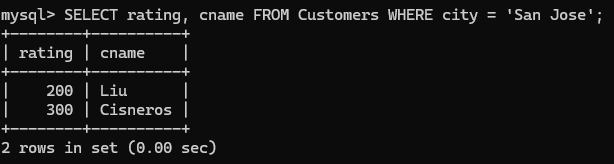 mysql> SELECT rating, cname FROM Customers WHERE city = 'San Jose';
+--------+----------+
| rating | cname    |
+--------+----------+
|    200 | Liu      |
|    300 | Cisneros |
+--------+----------+
2 rows in set (0.00 sec)